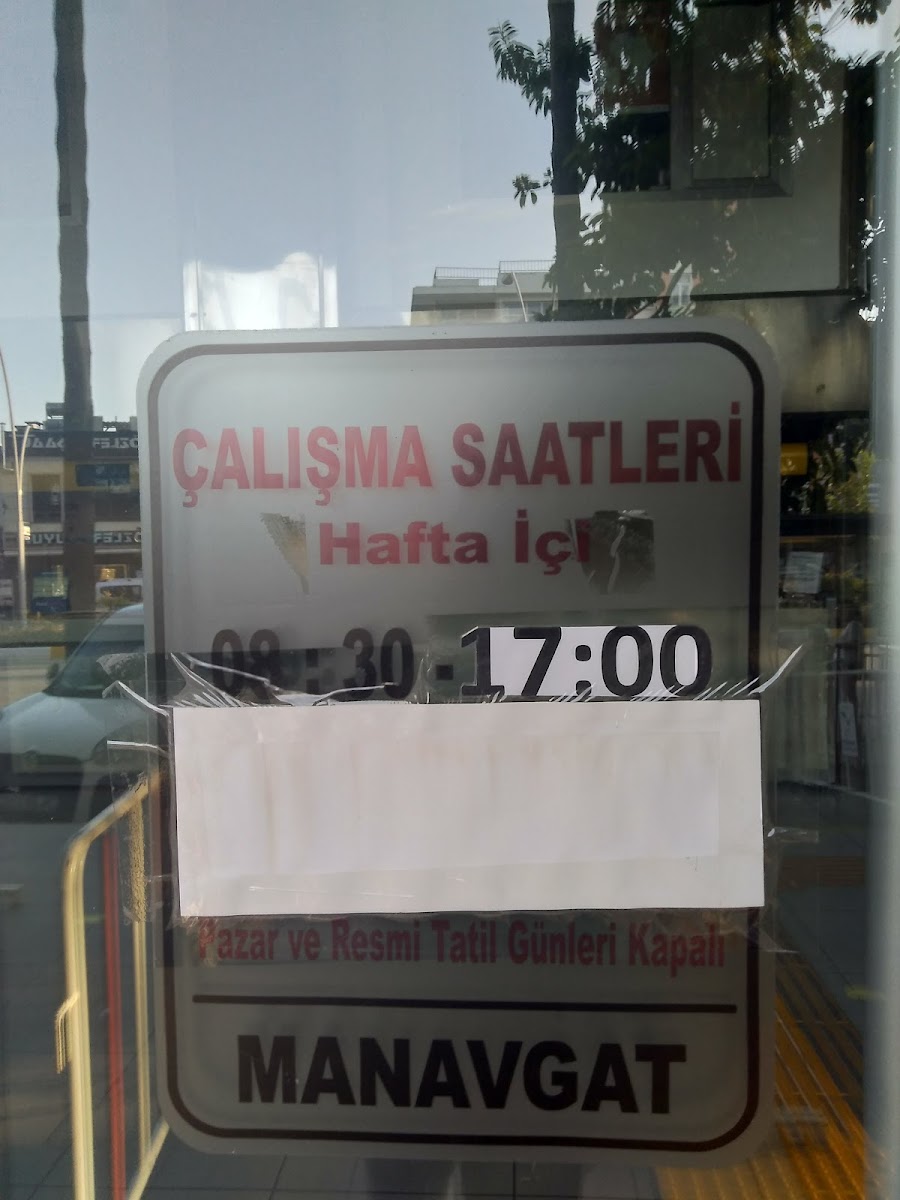 ÇALIŞMA SAATLERİ
Hafta İçi
08:30-17:00
Pazar ve Resmi Tatil Günleri Kapalı
MANAVGAT